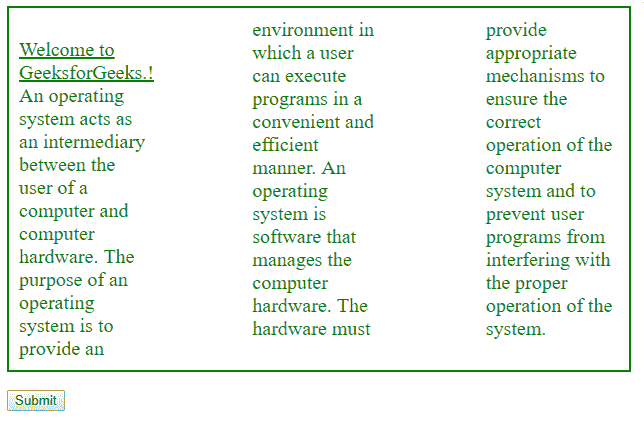 Welcome to
GeeksforGeeks.!
An operating
system acts as
an intermediary
between the
user of a
computer and
computer
hardware. The
purpose of an
operating
system is to
provide an
environment in
which a user
can execute
programs in a
convenient and
efficient
manner. An
operating
system is
software that
manages the
computer
hardware. The
hardware must
provide
appropriate
mechanisms to
ensure the
correct
operation of the
computer
system and to
prevent user
programs from
interfering with
the proper
operation of the
system.
Submit